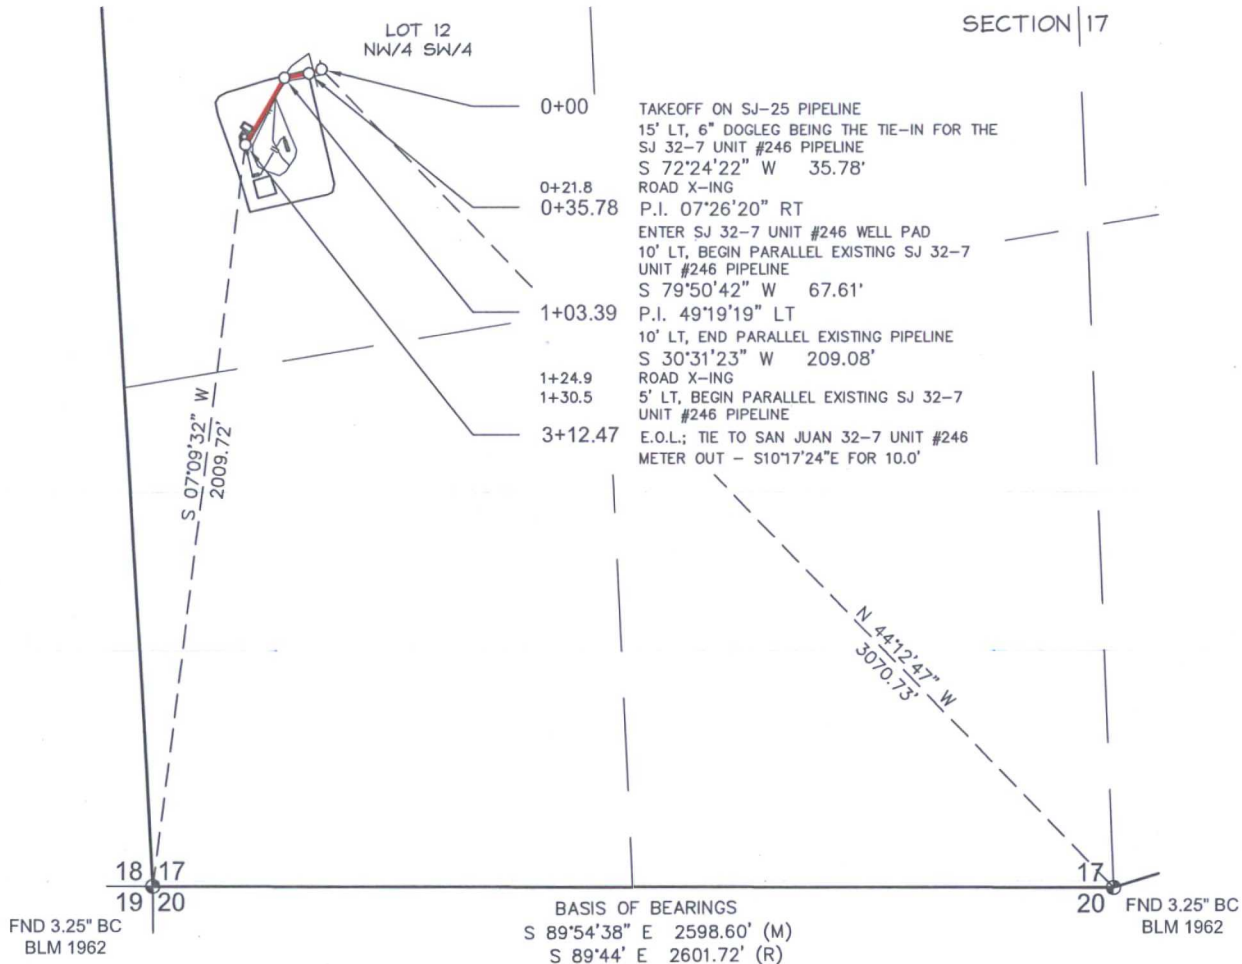 LOT 12
NW/4 SW/4
SECTION 17
0+00 TAKEOFF ON SJ-25 PIPELINE
15' LT, 6" DOGLEG BEING THE TIE-IN FOR THE
SJ 32-7 UNIT #246 PIPELINE
S 72°24'22" W 35.78'
0+21.8 ROAD X-ING
0+35.78 P.I. 07°26'20" RT
ENTER SJ 32-7 UNIT #246 WELL PAD
10' LT, BEGIN PARALLEL EXISTING SJ 32-7
UNIT #246 PIPELINE
S 79°50'42" W 67.61'
1+03.39 P.I. 49°19'19" LT
10' LT, END PARALLEL EXISTING PIPELINE
S 30°31'23" W 209.08'
1+24.9 ROAD X-ING
1+30.5 5' LT, BEGIN PARALLEL EXISTING SJ 32-7
UNIT #246 PIPELINE
3+12.47 E.O.L.; TIE TO SAN JUAN 32-7 UNIT #246
METER OUT - S10°17'24"E FOR 10.0'
S 07°09'32" W
2009.72'
N 44°12'47" W
3070.73'
18 17
19 20
FND 3.25" BC
BLM 1962
17
20
FND 3.25" BC
BLM 1962
BASIS OF BEARINGS
S 89°54'38" E 2598.60' (M)
S 89°44' E 2601.72' (R)